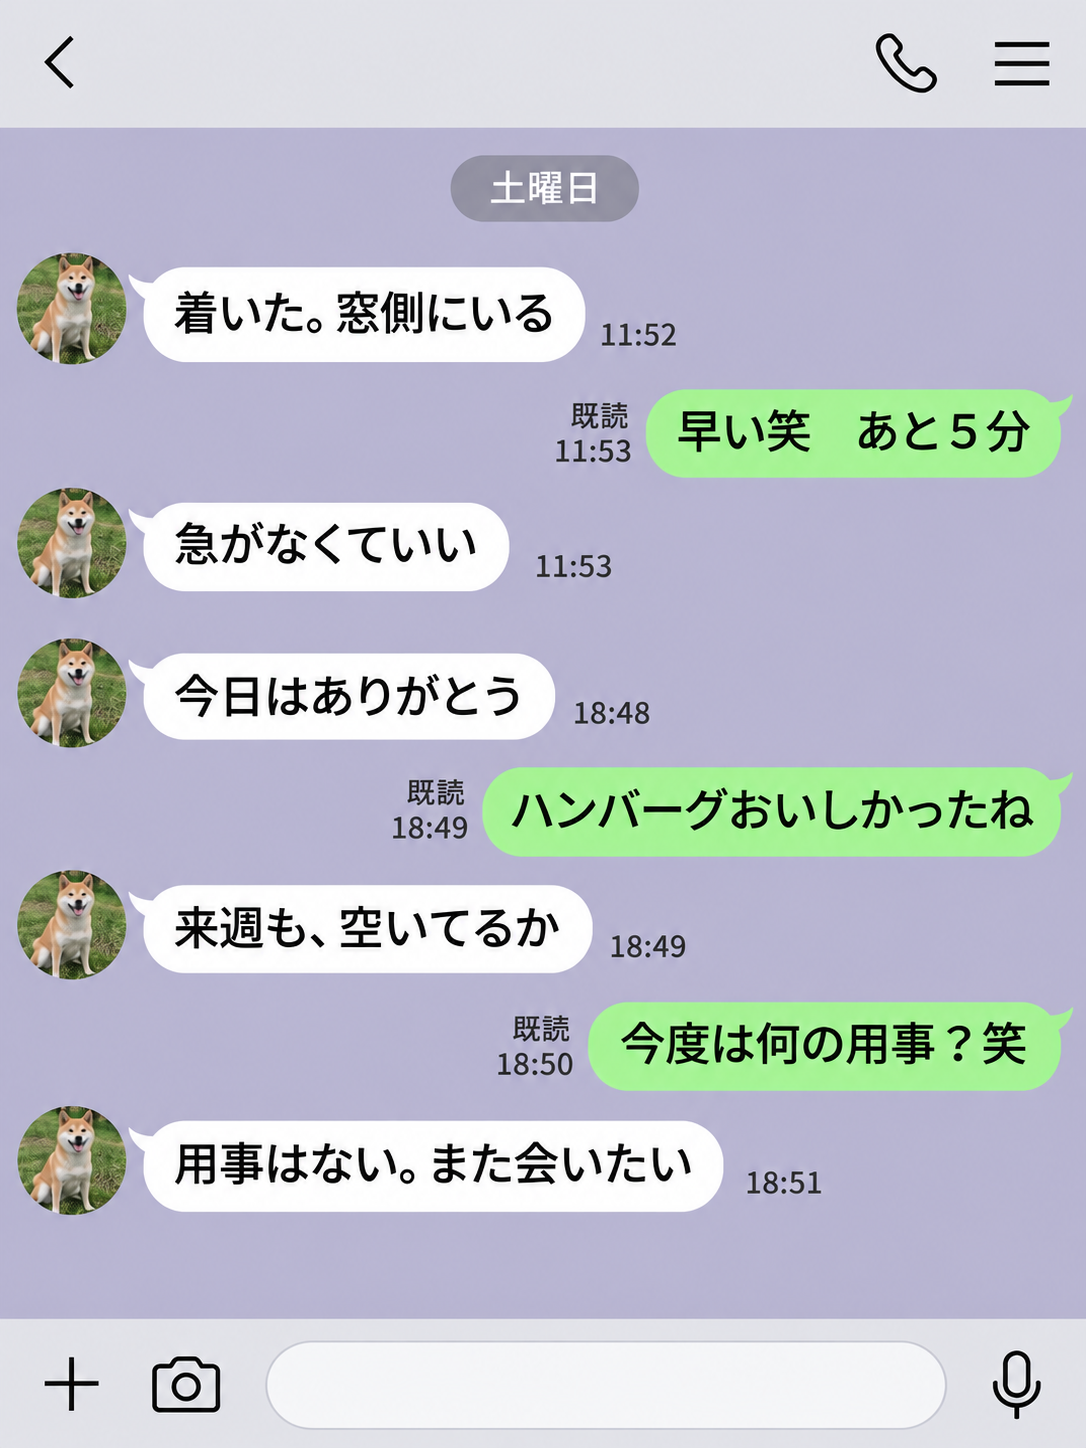 土曜日
着いた。窓側にいる
11:52
既読
11:53
早い笑　あと５分
急がなくていい
11:53
今日はありがとう
18:48
既読
18:49
ハンバーグおいしかったね
来週も、空いてるか
18:49
既読
18:50
今度は何の用事？笑
用事はない。また会いたい
18:51